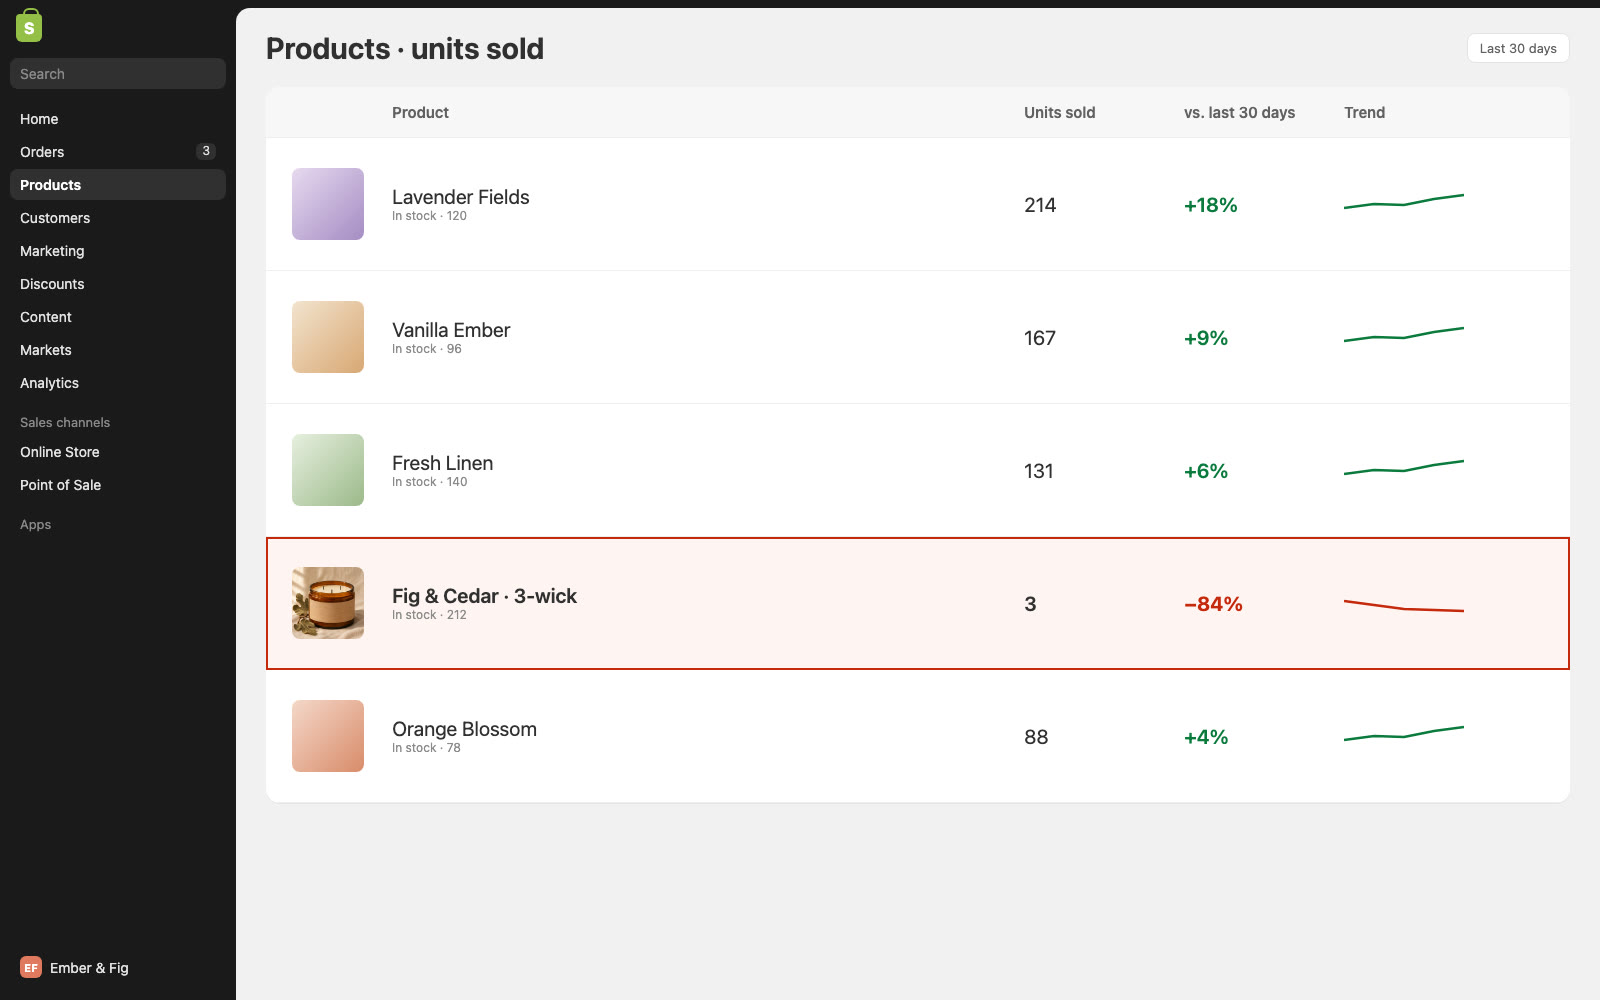 S
Search
Home
Orders 3
Products
Customers
Marketing
Discounts
Content
Markets
Analytics
Sales channels
Online Store
Point of Sale
Apps
EF Ember & Fig
Products · units sold
Last 30 days
Product Units sold vs. last 30 days Trend
Lavender Fields
In stock · 120
214 +18%
Vanilla Ember
In stock · 96
167 +9%
Fresh Linen
In stock · 140
131 +6%
Fig & Cedar · 3-wick
In stock · 212
3 −84%
Orange Blossom
In stock · 78
88 +4%